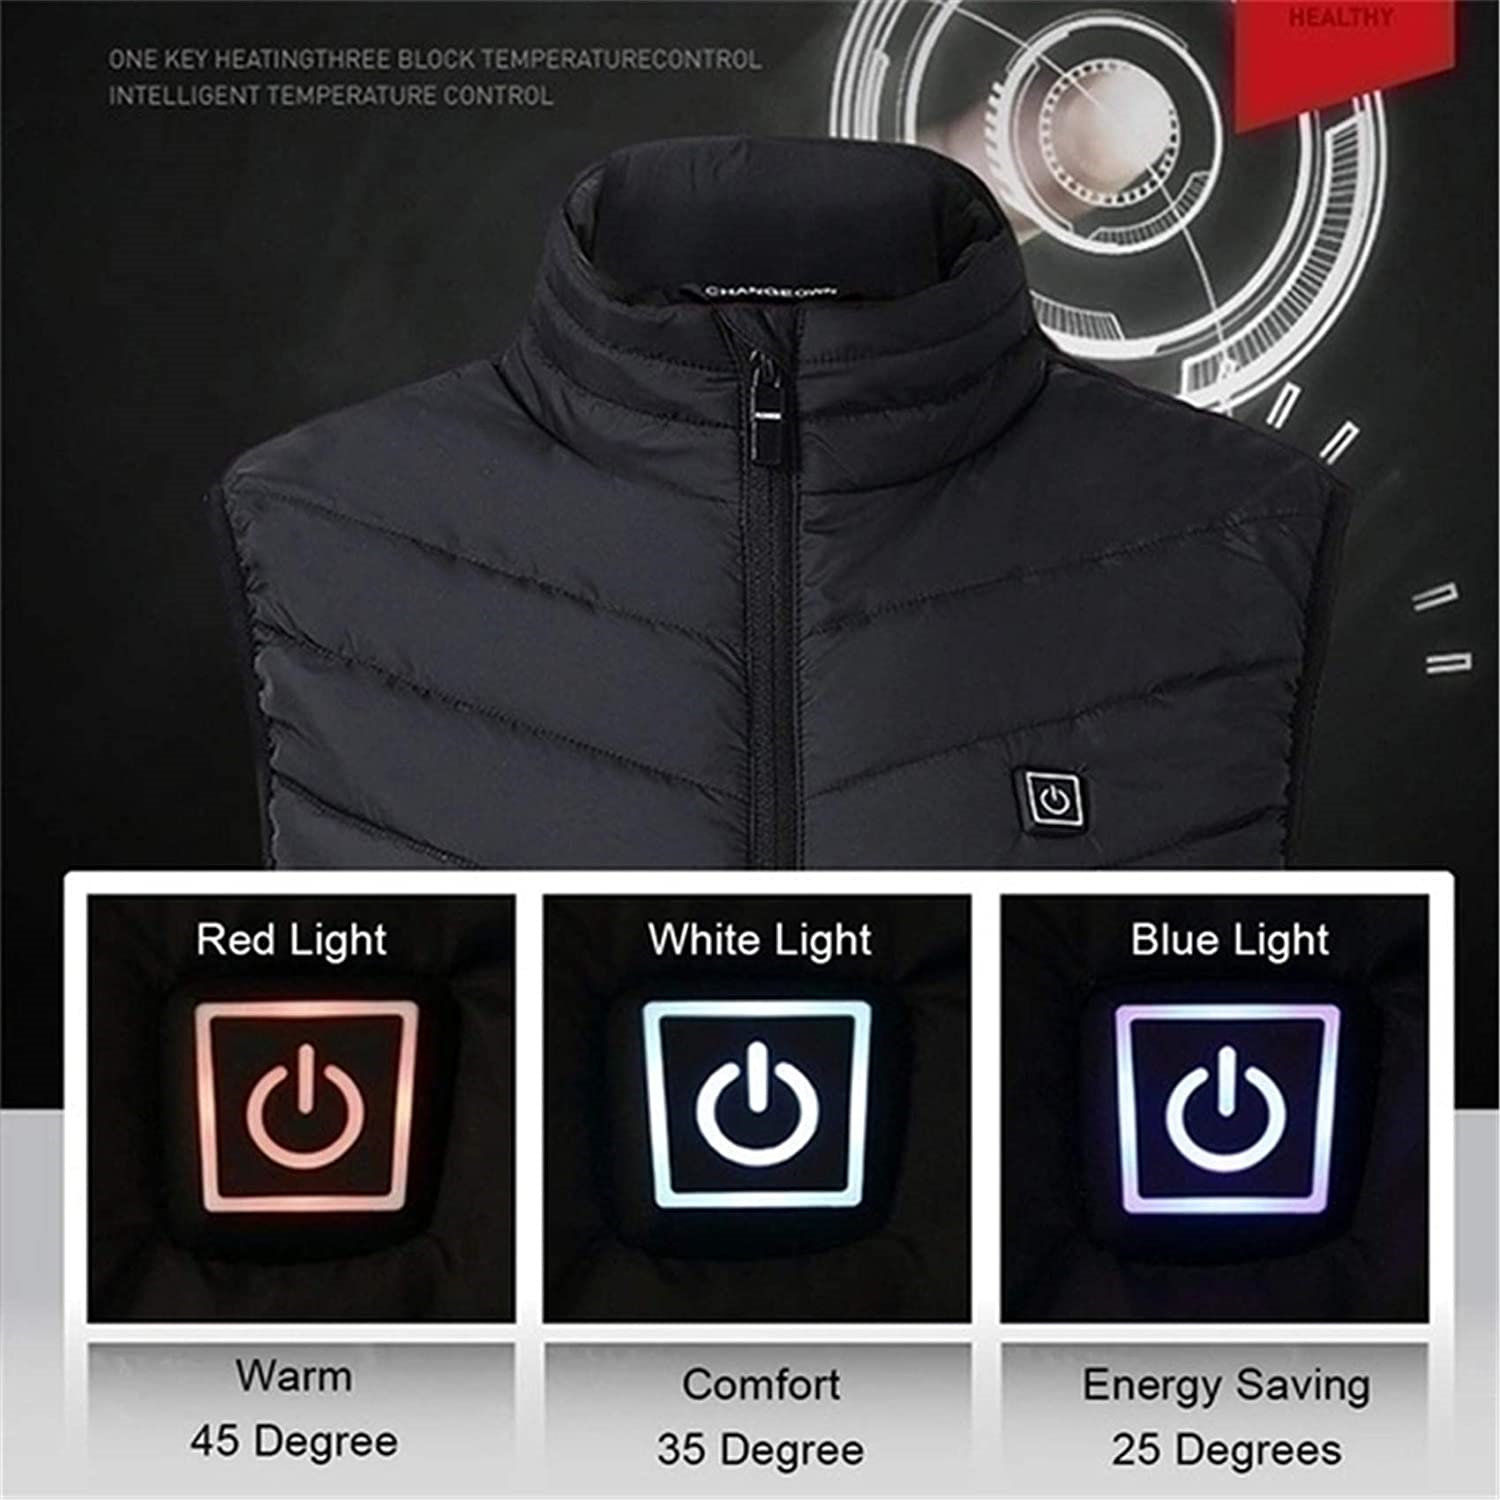 HEALTHY
ONE KEY HEATINGTHREE BLOCK TEMPERATURECONTROL
INTELLIGENT TEMPERATURE CONTROL
CHANGEOWN
Red Light
White Light
Blue Light
Warm
45 Degree
Comfort
35 Degree
Energy Saving
25 Degrees